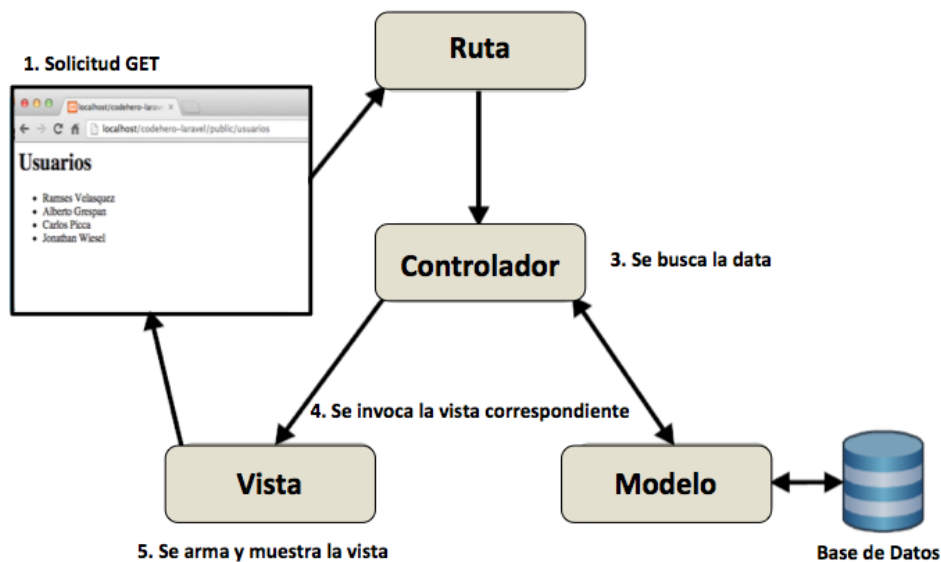 Ruta
1. Solicitud GET
localhost/codehero-larav
localhost/codehero-laravel/public/usuarios
Usuarios
Ramses Velasquez
Alberto Grespan
Carlos Picca
Jonathan Wiesel
Controlador
3. Se busca la data
4. Se invoca la vista correspondiente
Vista
Modelo
5. Se arma y muestra la vista
Base de Datos